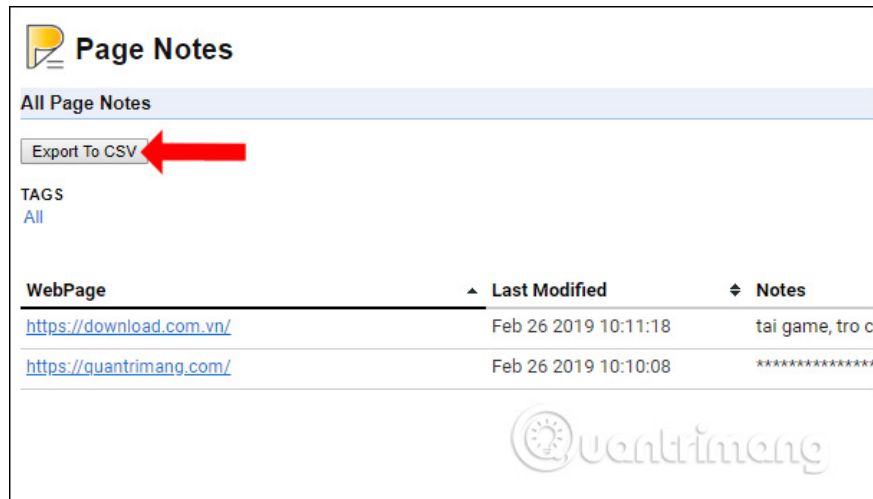 Page Notes
All Page Notes
Export To CSV
TAGS
All
WebPage Last Modified Notes
https://download.com.vn/ Feb 26 2019 10:11:18 tai game, tro c
https://quantrimang.com/ Feb 26 2019 10:10:08 ***************
Quantrimang